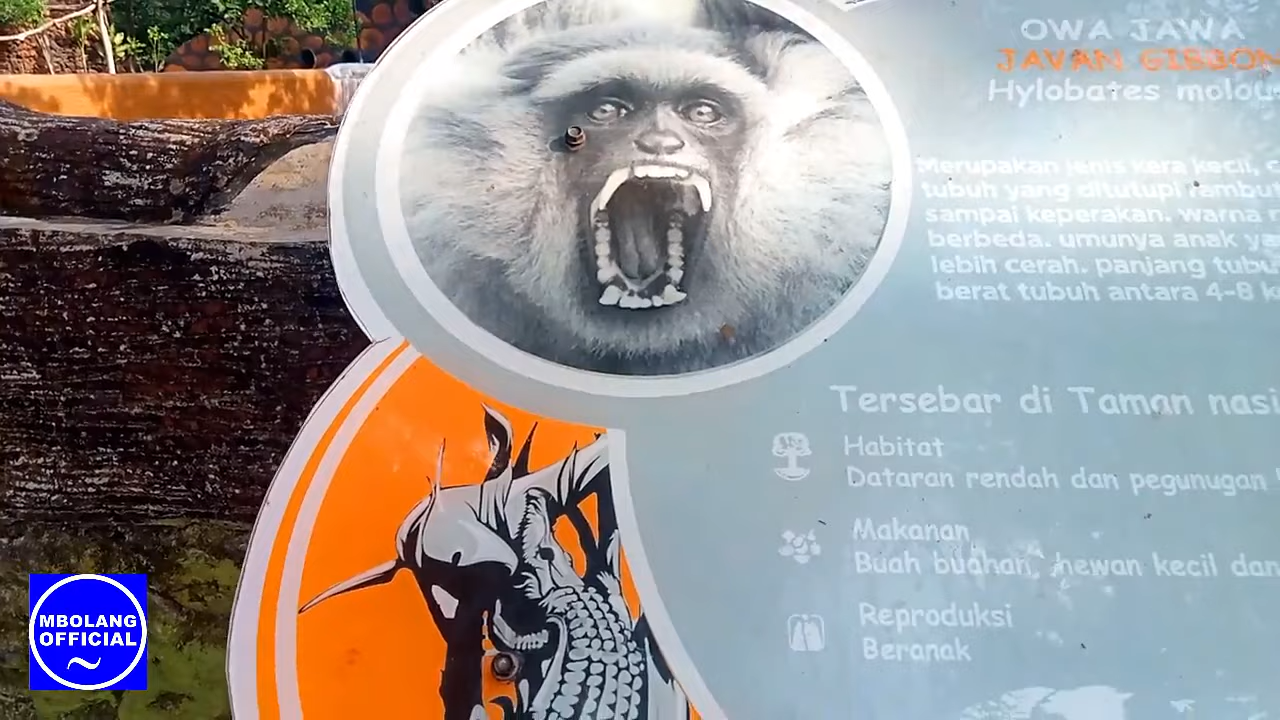 OWA JAWA
JAVAN GIBBON
Hylobates moloc
Merupakan jenis kera kecil,
tubuh yang ditutupi rambut
sampai keperakan. warna
berbeda. umunya anak ya
lebih cerah. panjang tubu
berat tubuh antara 4-8 k
Tersebar di Taman nasi
Habitat
Dataran rendah dan pegunugan
Makanan
Buah buahan, hewan kecil dan
Reproduksi
Beranak
MBOLANG
OFFICIAL